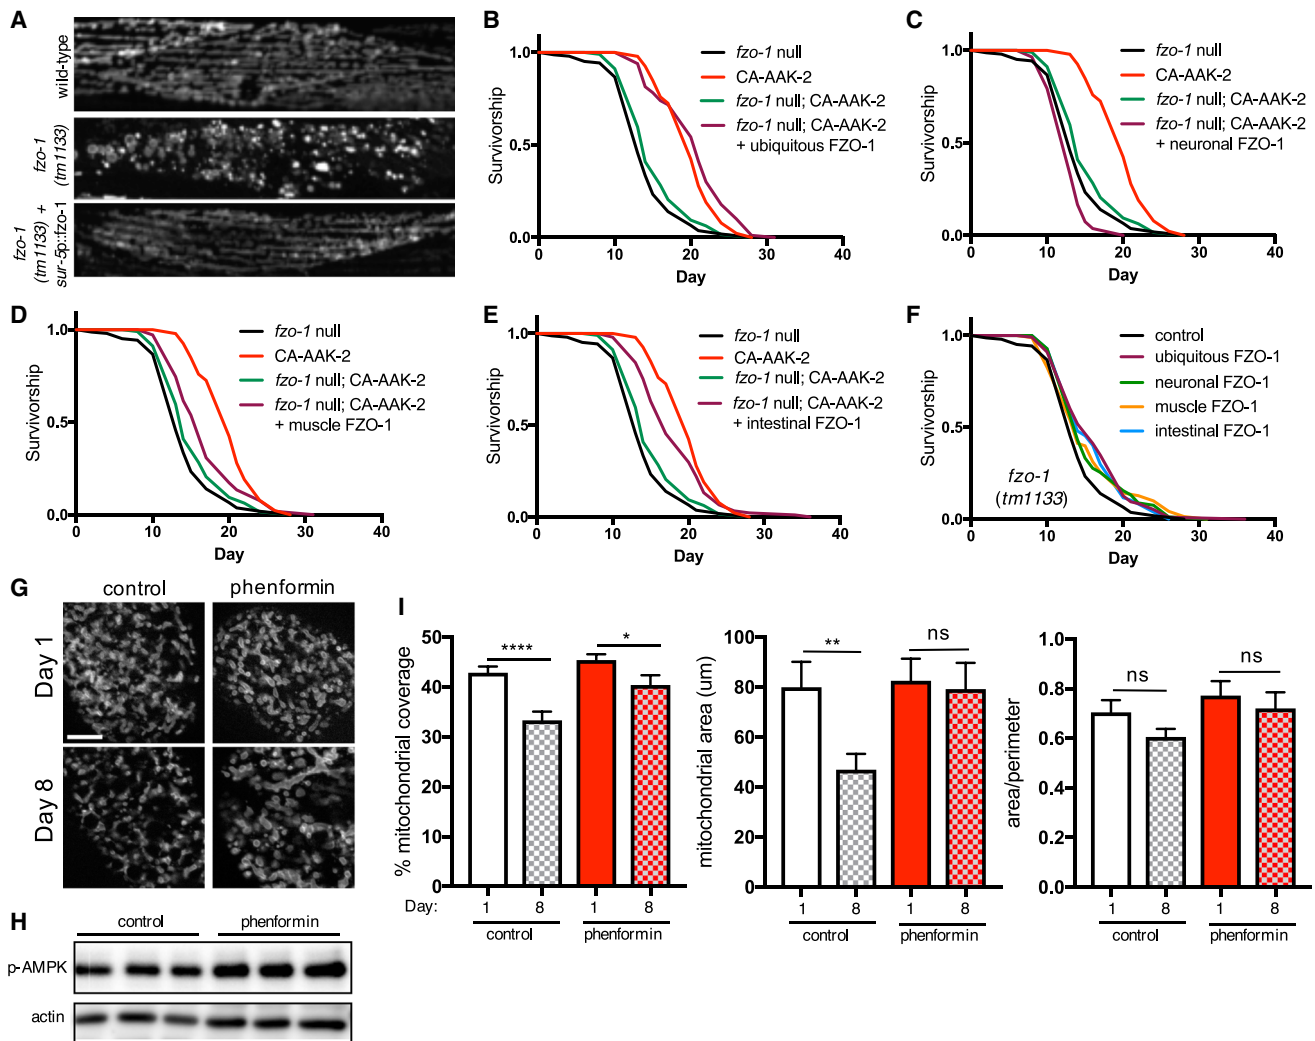 A
wild-type
fzo-1
(tm1133)
fzo-1
(tm1133) +
sur-5p::fzo-1
B
Survivorship
1.0
0.5
0.0
0
10
20
30
40
Day
fzo-1 null
CA-AAK-2
fzo-1 null; CA-AAK-2
fzo-1 null; CA-AAK-2
+ ubiquitous FZO-1
C
Survivorship
1.0
0.5
0.0
0
10
20
30
40
Day
fzo-1 null
CA-AAK-2
fzo-1 null; CA-AAK-2
fzo-1 null; CA-AAK-2
+ neuronal FZO-1
D
Survivorship
1.0
0.5
0.0
0
10
20
30
40
Day
fzo-1 null
CA-AAK-2
fzo-1 null; CA-AAK-2
fzo-1 null; CA-AAK-2
+ muscle FZO-1
E
Survivorship
1.0
0.5
0.0
0
10
20
30
40
Day
fzo-1 null
CA-AAK-2
fzo-1 null; CA-AAK-2
fzo-1 null; CA-AAK-2
+ intestinal FZO-1
F
Survivorship
1.0
0.5
0.0
0
10
20
30
40
Day
control
ubiquitous FZO-1
neuronal FZO-1
muscle FZO-1
intestinal FZO-1
fzo-1
(tm1133)
G
control
phenformin
Day 1
Day 8
H
control
phenformin
p-AMPK
actin
I
% mitochondrial coverage
50
40
30
20
10
0
****
*
Day:
1
8
1
8
control
phenformin
mitochondrial area (um)
100
80
60
40
20
0
**
ns
1
8
1
8
control
phenformin
area/perimeter
1.0
0.8
0.6
0.4
0.2
0.0
ns
ns
1
8
1
8
control
phenformin